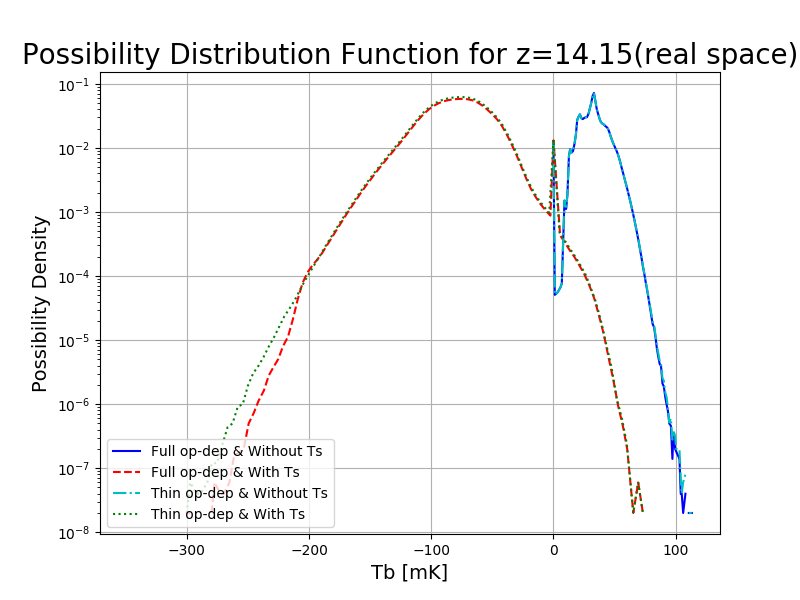 Possibility Distribution Function for z=14.15(real space)
Possibility Density
10⁻¹
10⁻²
10⁻³
10⁻⁴
10⁻⁵
10⁻⁶
10⁻⁷
10⁻⁸
Full op-dep & Without Ts
Full op-dep & With Ts
Thin op-dep & Without Ts
Thin op-dep & With Ts
−300 −200 −100 0 100
Tb [mK]